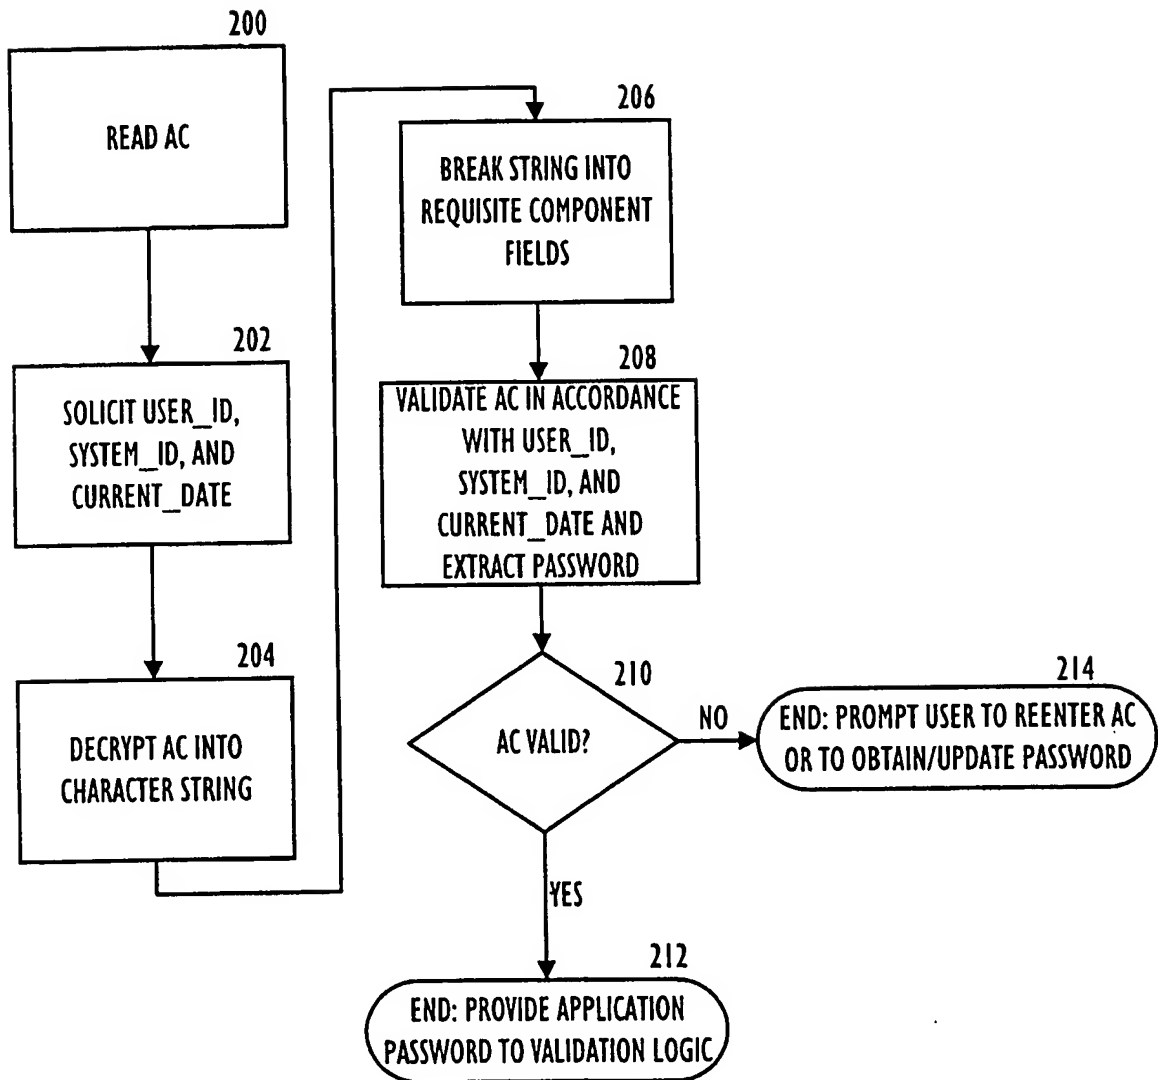 200
READ AC
202
SOLICIT USER_ID,
SYSTEM_ID, AND
CURRENT_DATE
204
DECRYPT AC INTO
CHARACTER STRING
206
BREAK STRING INTO
REQUISITE COMPONENT
FIELDS
208
VALIDATE AC IN ACCORDANCE
WITH USER_ID,
SYSTEM_ID, AND
CURRENT_DATE AND
EXTRACT PASSWORD
210
AC VALID?
NO
214
END: PROMPT USER TO REENTER AC
OR TO OBTAIN/UPDATE PASSWORD
YES
212
END: PROVIDE APPLICATION
PASSWORD TO VALIDATION LOGIC